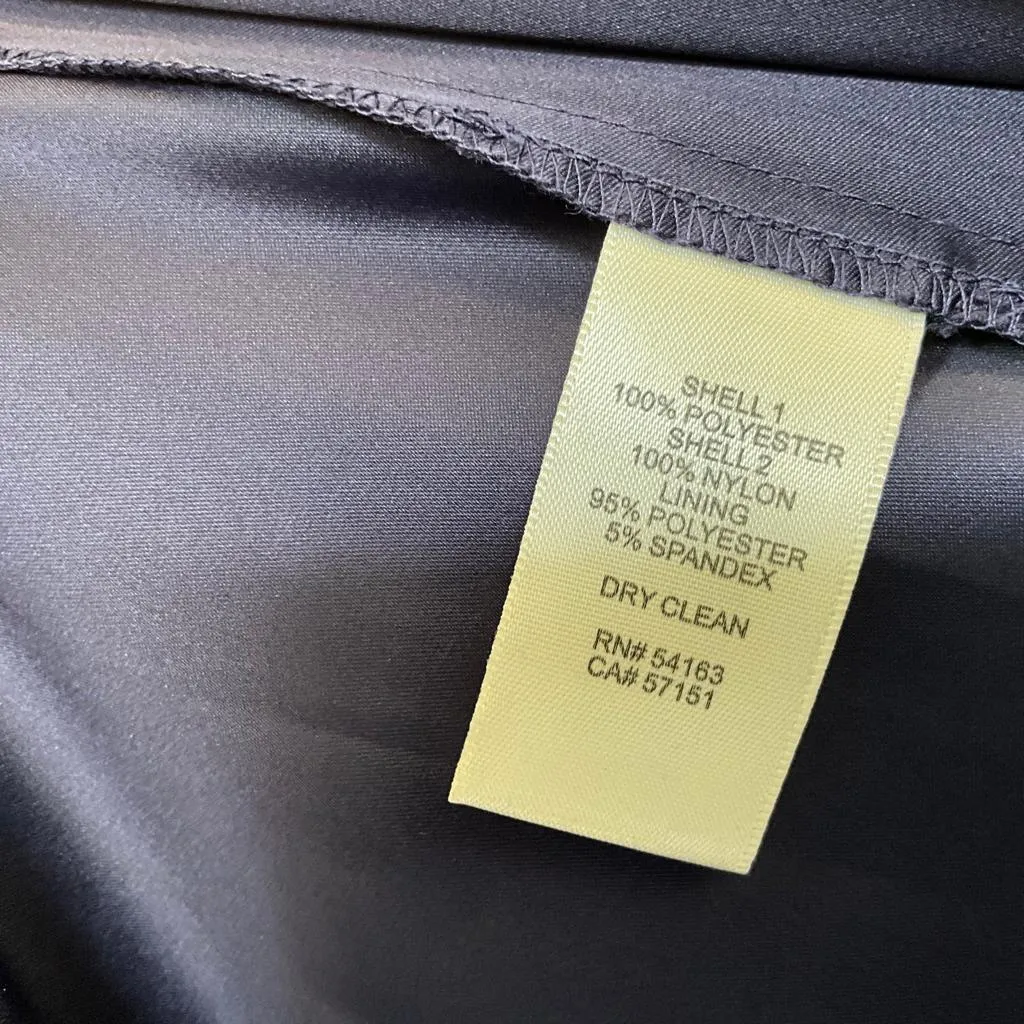 SHELL 1
100% POLYESTER
SHELL 2
100% NYLON
LINING
95% POLYESTER
5% SPANDEX
DRY CLEAN
RN# 54163
CA# 57151